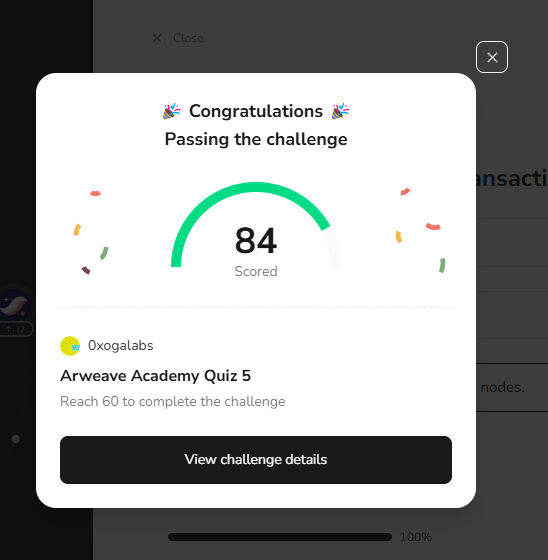 Close
🎉 Congratulations 🎉
Passing the challenge
ansacti
84
Scored
32
0xogalabs
Arweave Academy Quiz 5
nodes.
Reach 60 to complete the challenge
View challenge details
100%